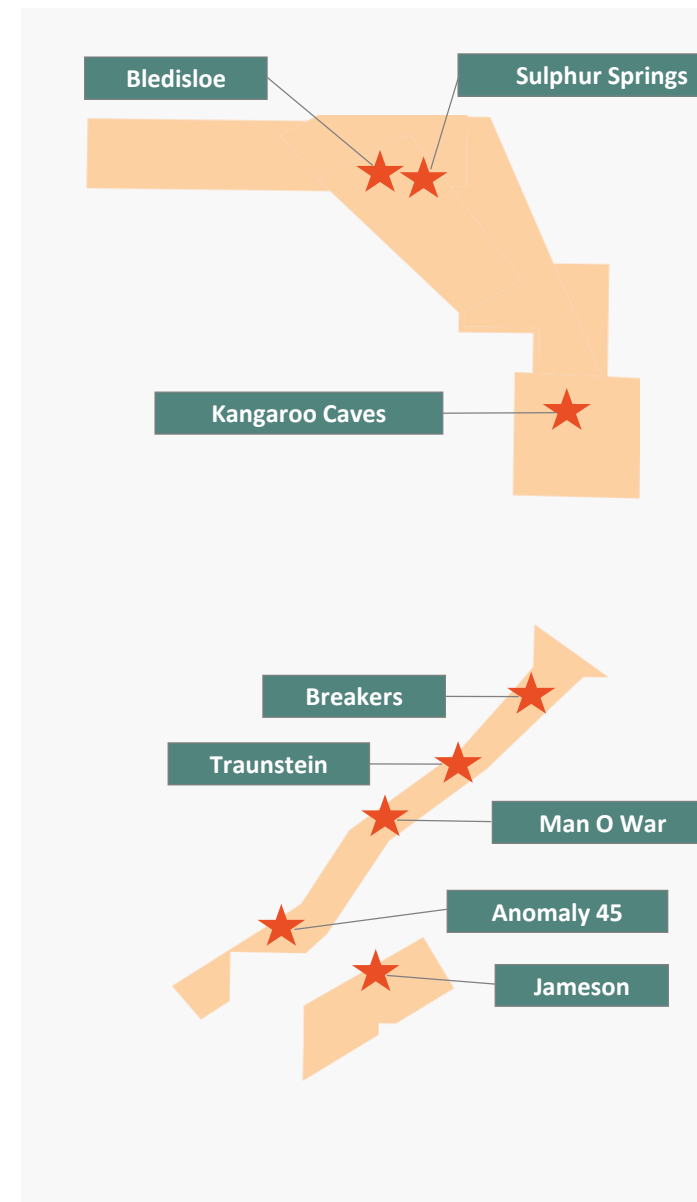 Bledisloe
Sulphur Springs
Kangaroo Caves
Breakers
Traunstein
Man O War
Anomaly 45
Jameson